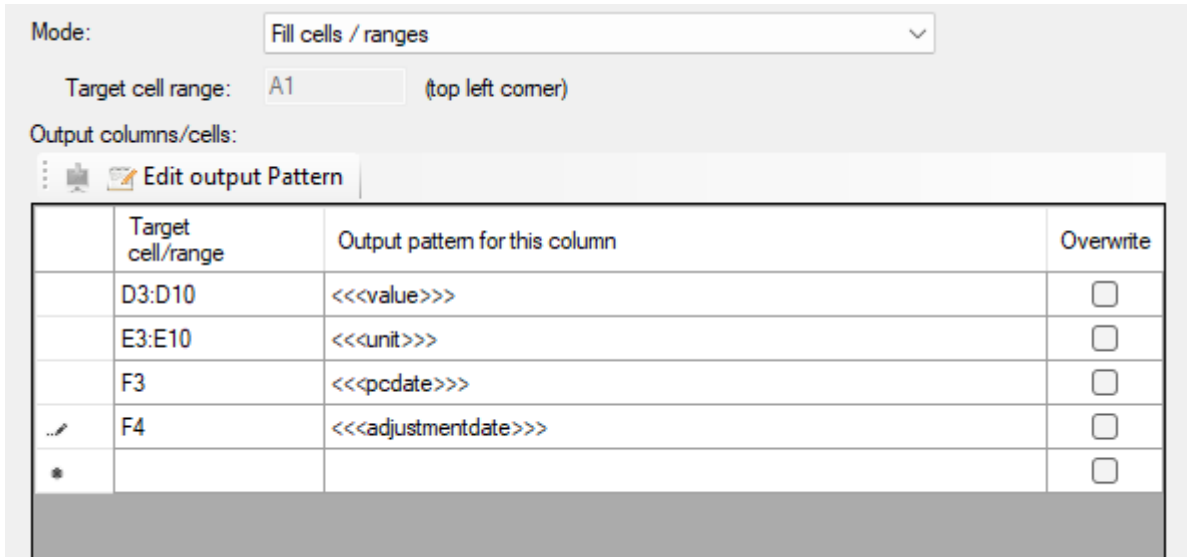 Mode: Fill cells / ranges
Target cell range: A1 (top left corner)
Output columns/cells:
Edit output Pattern
Target cell/range Output pattern for this column Overwrite
D3:D10 <<<value>>>
E3:E10 <<<unit>>>
F3 <<<pcdate>>>
F4 <<<adjustmentdate>>>